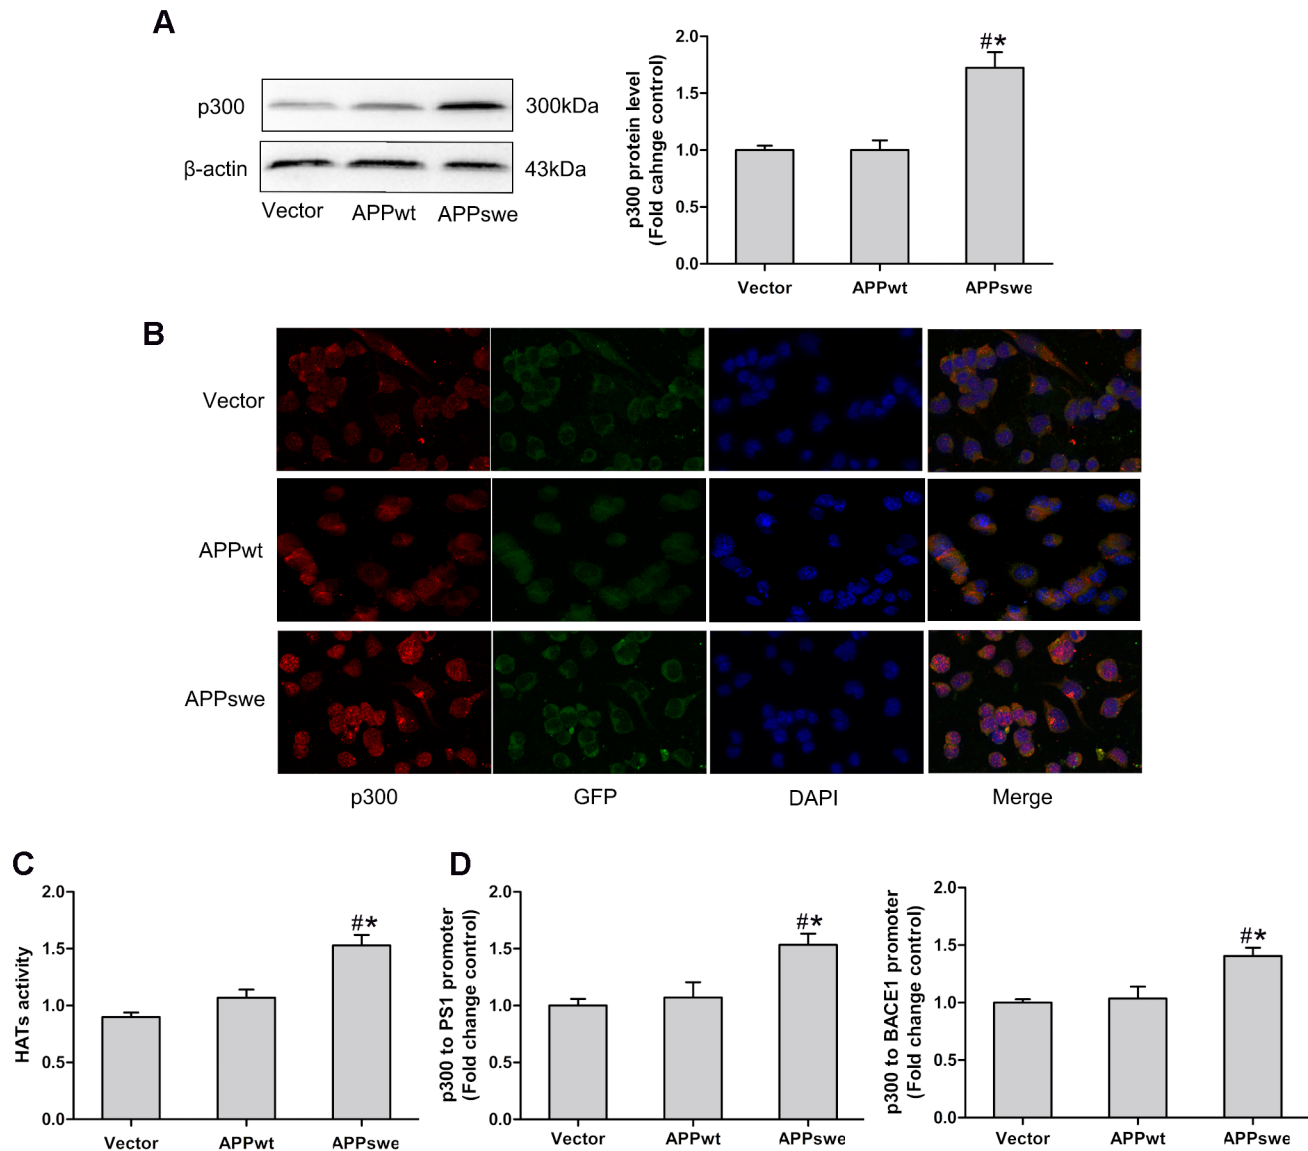 A
p300
300kDa
β-actin
43kDa
Vector
APPwt
APPswe
p300 protein level
(Fold cahnge control)
2.0
1.5
1.0
0.5
0.0
#*
Vector
APPwt
APPswe
B
Vector
APPwt
APPswe
p300
GFP
DAPI
Merge
C
HATs activity
2.0
1.5
1.0
0.5
0.0
#*
Vector
APPwt
APPswe
D
p300 to PS1 promoter
(Fold change control)
2.0
1.5
1.0
0.5
0.0
#*
Vector
APPwt
APPswe
p300 to BACE1 promoter
(Fold change control)
2.0
1.5
1.0
0.5
0.0
#*
Vector
APPwt
APPswe